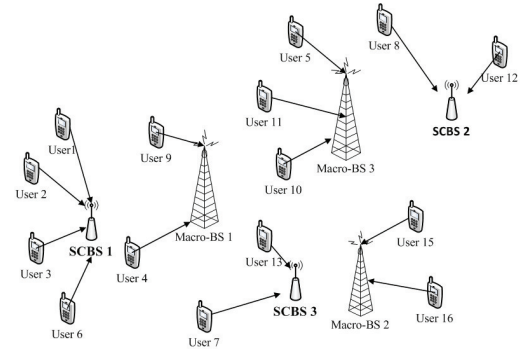 User 5
User 8
User 12
User1
User 9
User 11
SCBS 2
Macro-BS 3
User 2
User 10
Macro-BS 1
User 15
SCBS 1
User 3
User 4
User 13
User 6
User 7
SCBS 3
Macro-BS 2
User 16